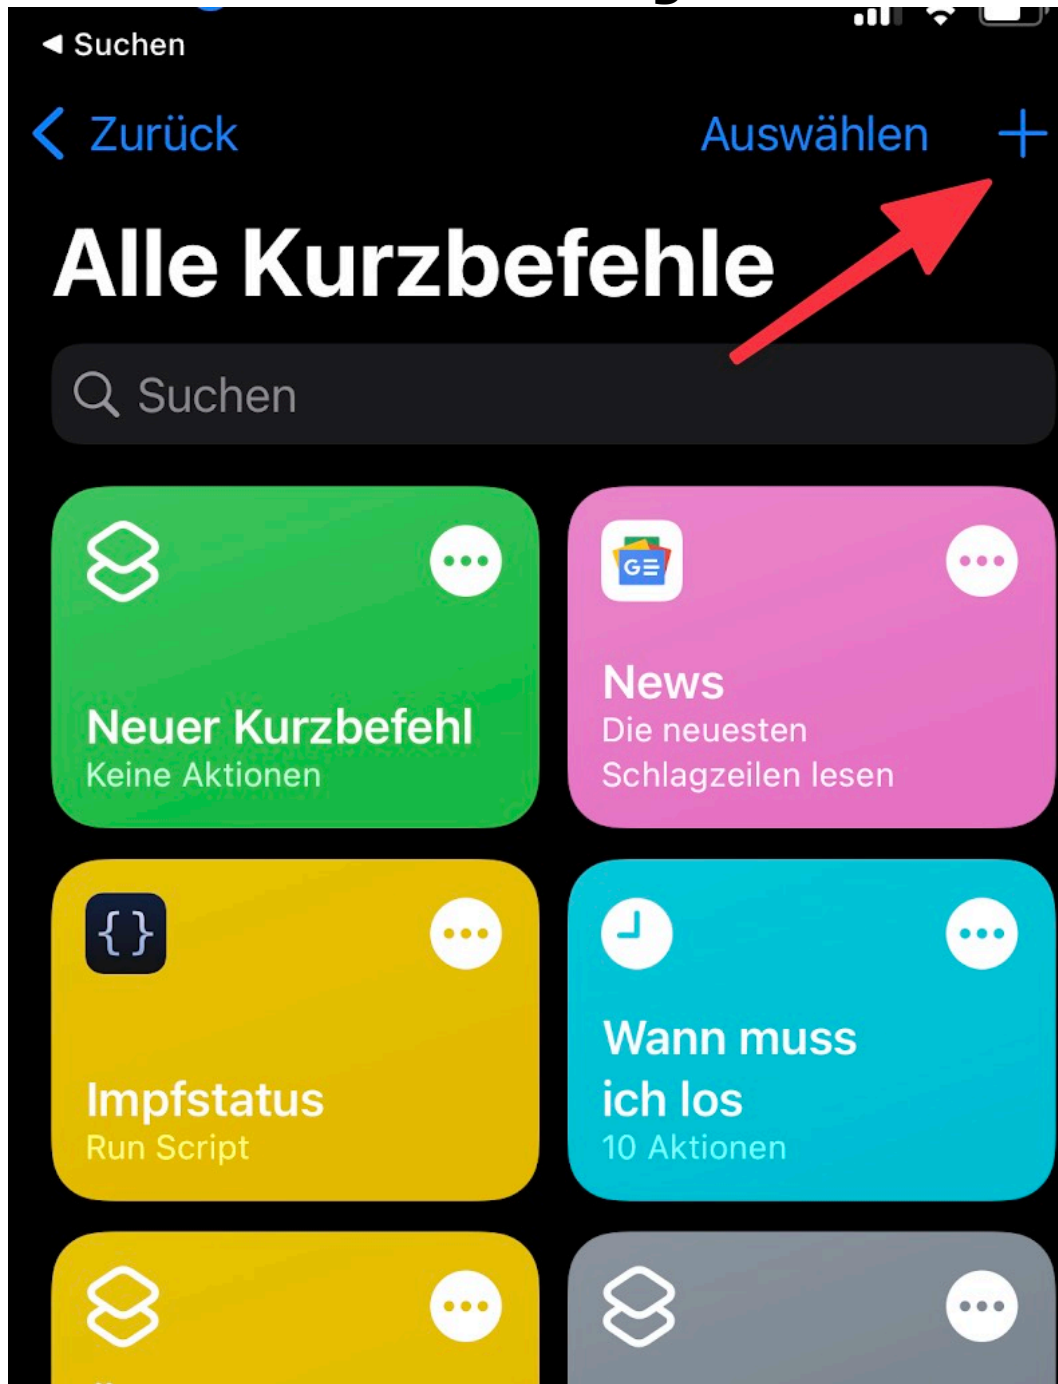 ◀ Suchen
Zurück
Auswählen +
Alle Kurzbefehle
Suchen
Neuer Kurzbefehl
Keine Aktionen
G
News
Die neuesten
Schlagzeilen lesen
{}
Impfstatus
Run Script
Wann muss
ich los
10 Aktionen